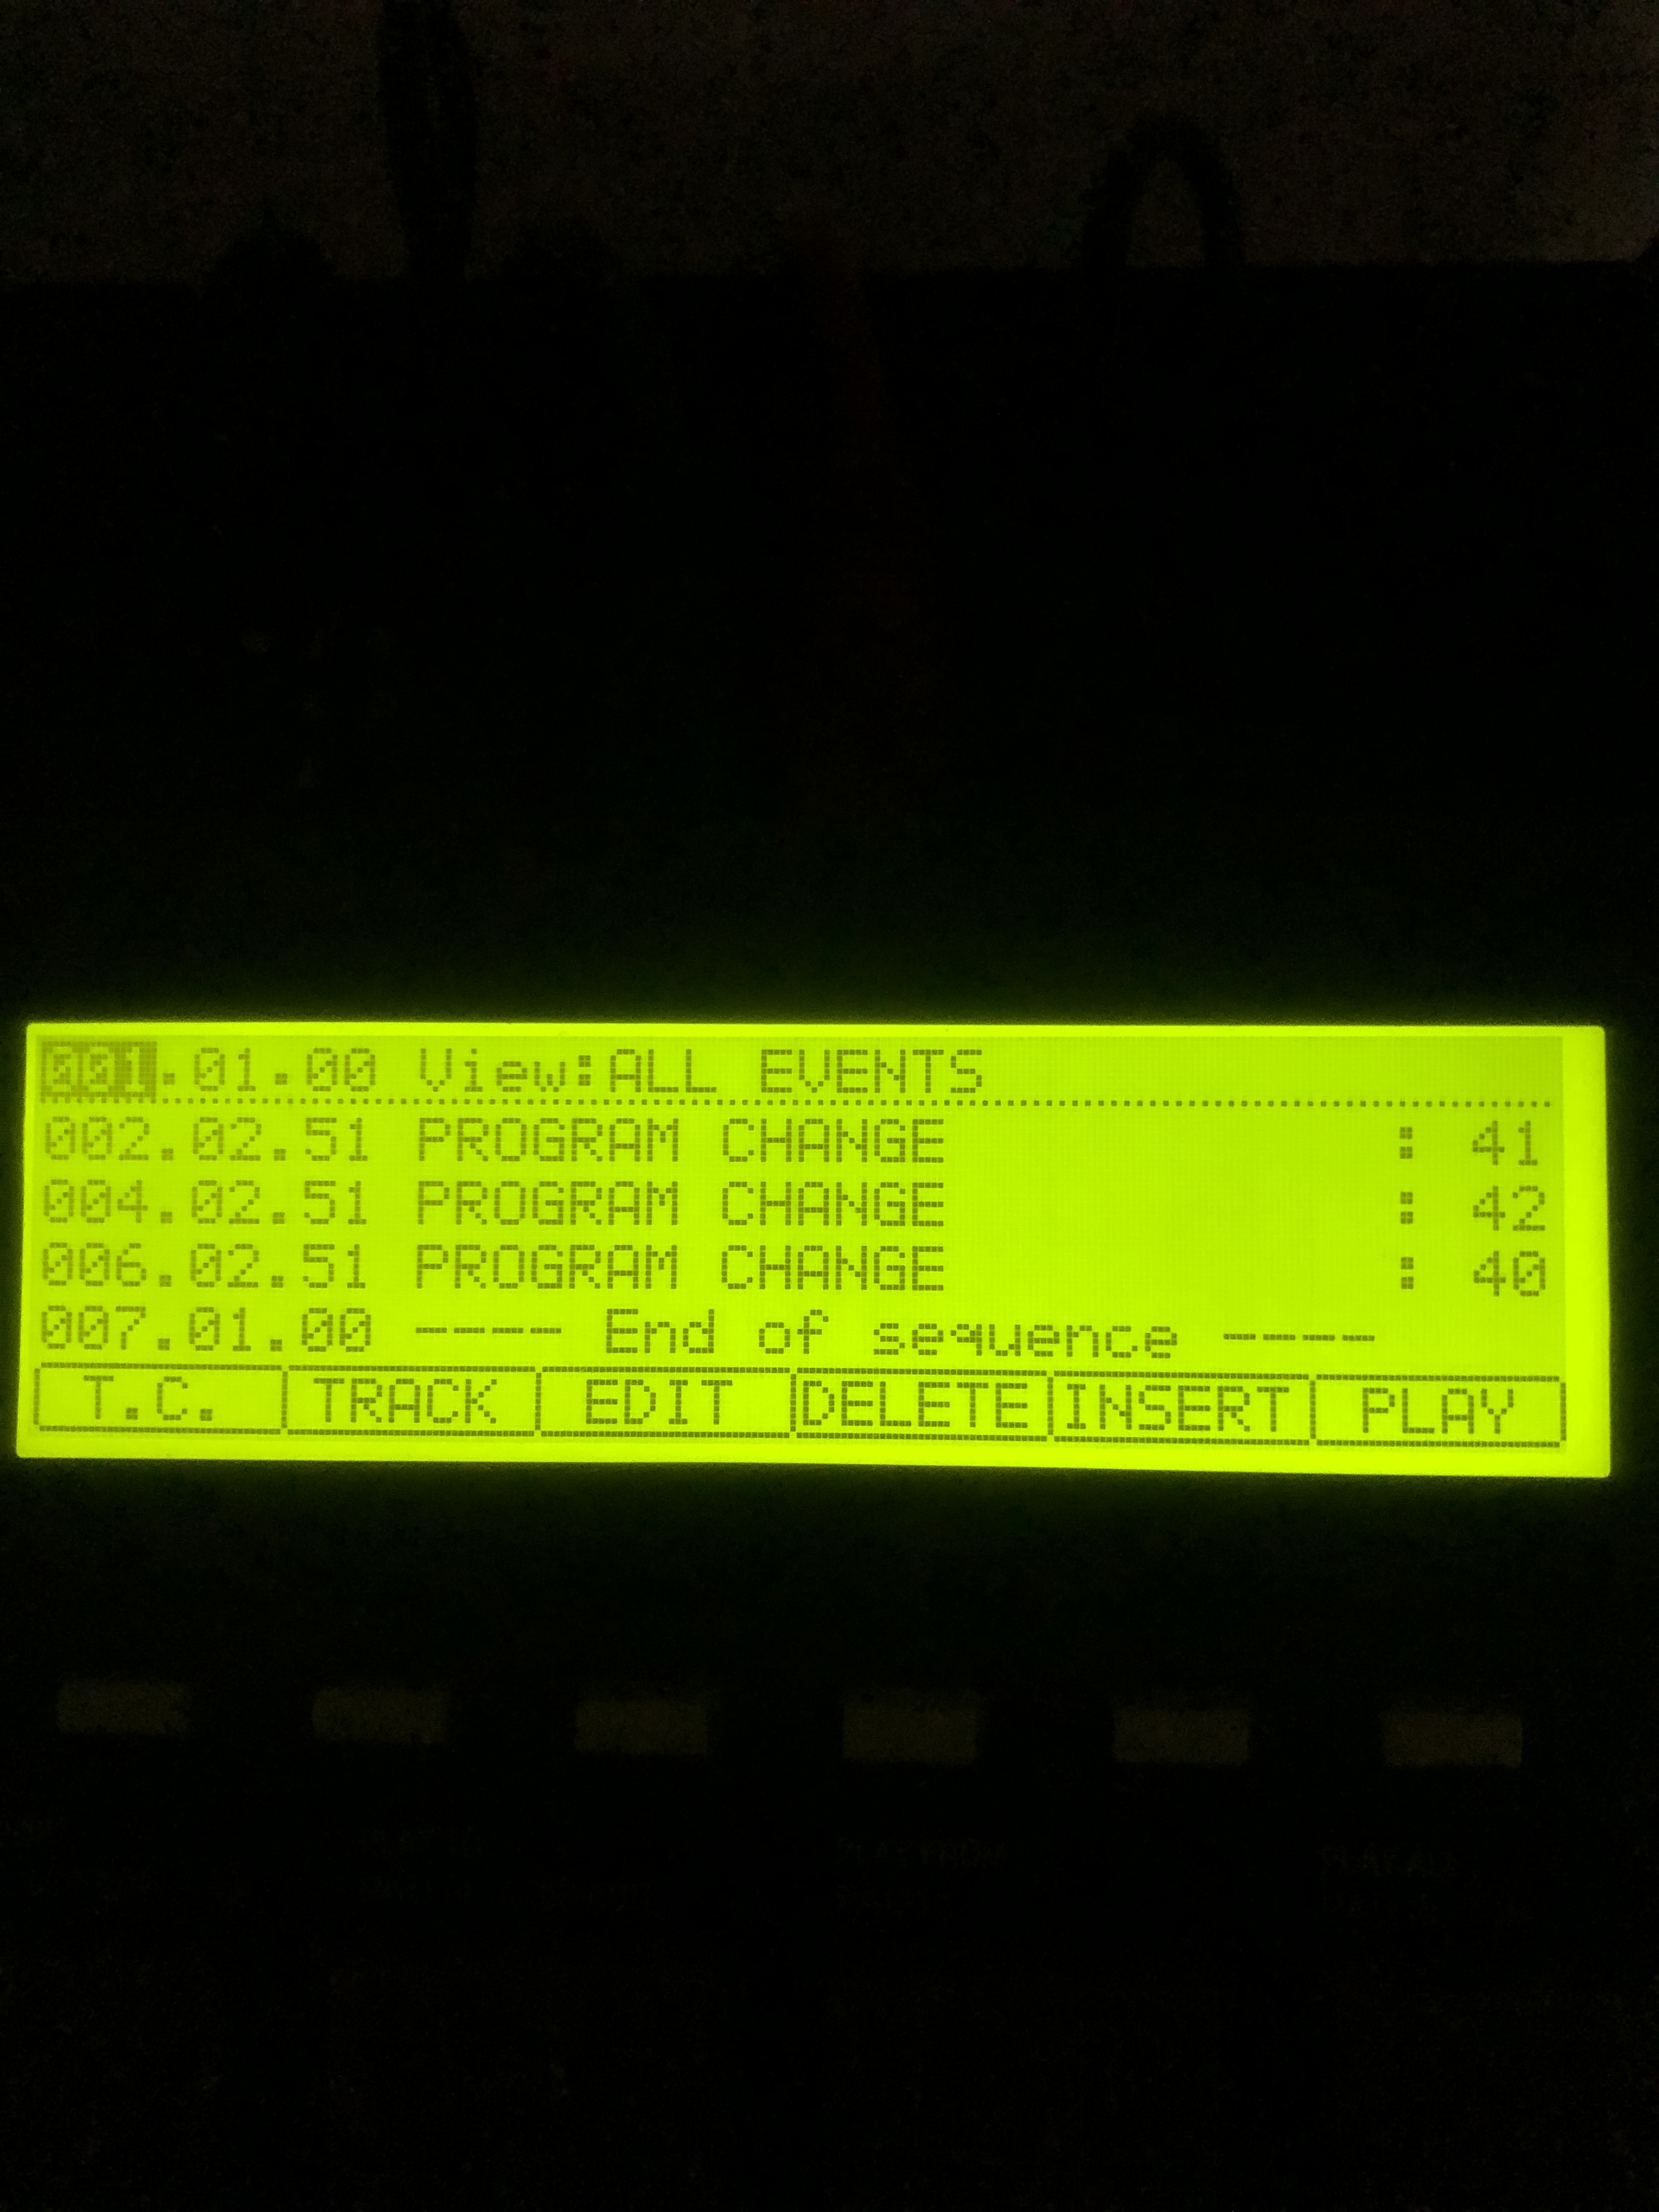 001.01.00 View:ALL EVENTS
002.02.51 PROGRAM CHANGE : 41
004.02.51 PROGRAM CHANGE : 42
006.02.51 PROGRAM CHANGE : 40
007.01.00 ---- End of sequence ----
T.C. TRACK EDIT DELETE INSERT PLAY